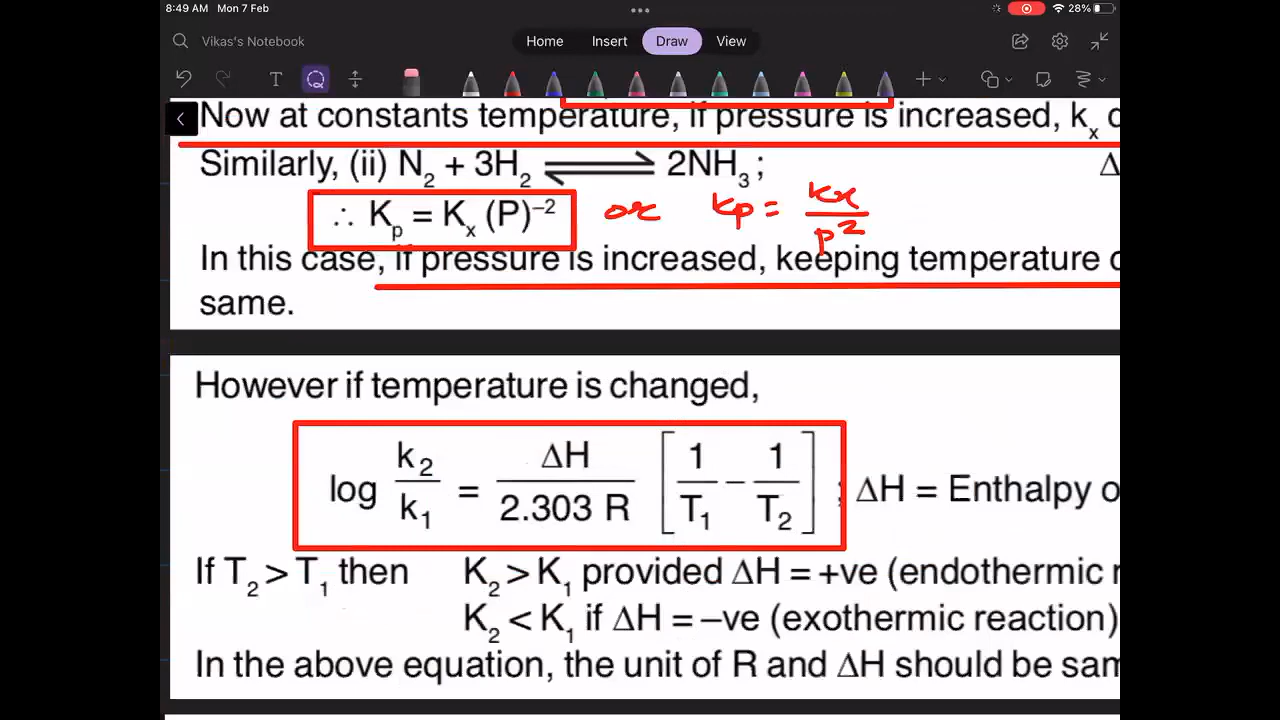 8:49 AM Mon 7 Feb
28%
Vikas's Notebook
Home Insert Draw View
Now at constants temperature, if pressure is increased, kₓ
Similarly, (ii) N₂ + 3H₂ ⇌ 2NH₃ ; Δ
∴ Kₚ = Kₓ (P)⁻² or kp = kx / p²
In this case, if pressure is increased, keeping temperature
same.
However if temperature is changed,
log k₂/k₁ = ΔH / 2.303 R [1/T₁ − 1/T₂] ; ΔH = Enthalpy o
If T₂ > T₁ then K₂ > K₁ provided ΔH = +ve (endothermic
K₂ < K₁ if ΔH = –ve (exothermic reaction)
In the above equation, the unit of R and ΔH should be